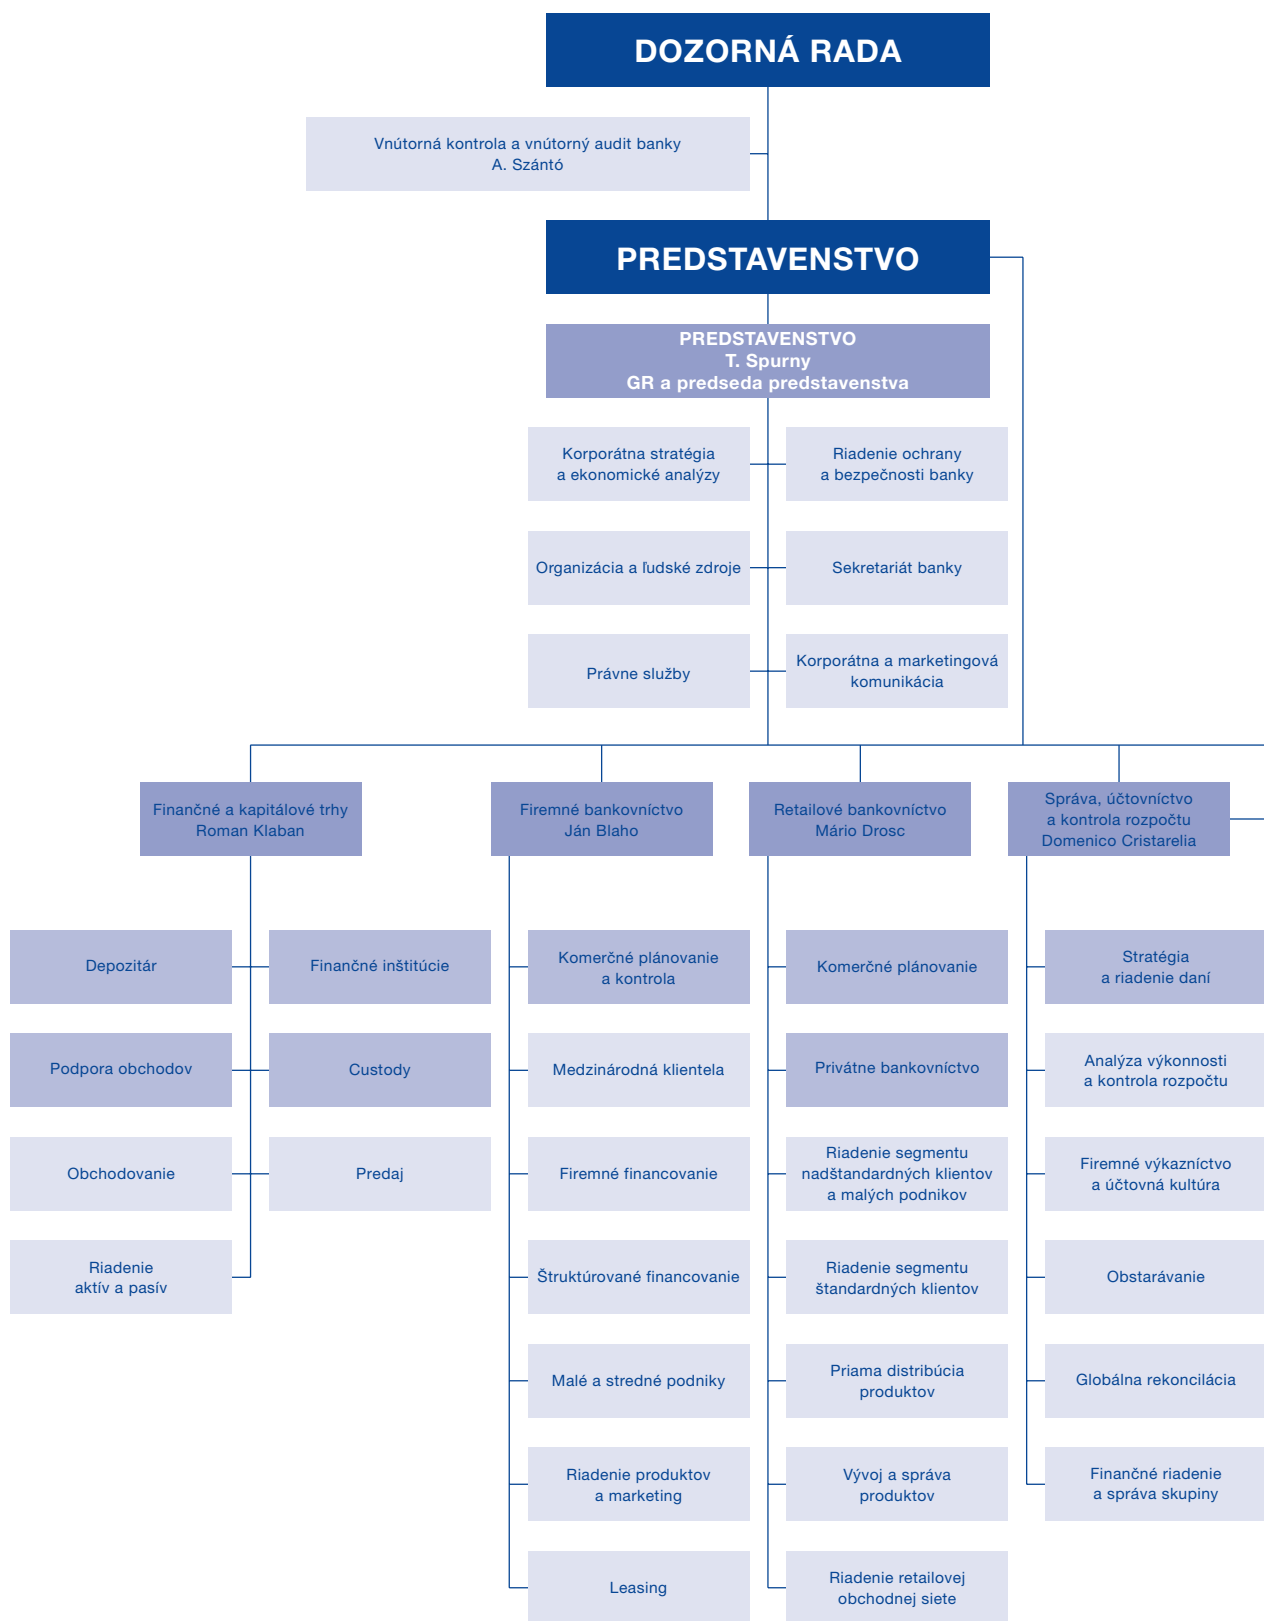 DOZORNÁ RADA
Vnútorná kontrola a vnútorný audit banky
A. Szántó
PREDSTAVENSTVO
PREDSTAVENSTVO
T. Spurny
GR a predseda predstavenstva
Korporátna stratégia
a ekonomické analýzy
Riadenie ochrany
a bezpečnosti banky
Organizácia a ľudské zdroje
Sekretariát banky
Právne služby
Korporátna a marketingová
komunikácia
Finančné a kapitálové trhy
Roman Klaban
Firemné bankovníctvo
Ján Blaho
Retailové bankovníctvo
Mário Drosc
Správa, účtovníctvo
a kontrola rozpočtu
Domenico Cristarelia
Depozitár
Finančné inštitúcie
Komerčné plánovanie
a kontrola
Komerčné plánovanie
Stratégia
a riadenie daní
Podpora obchodov
Custody
Medzinárodná klientela
Privátne bankovníctvo
Analýza výkonnosti
a kontrola rozpočtu
Obchodovanie
Predaj
Firemné financovanie
Riadenie segmentu
nadštandardných klientov
a malých podnikov
Firemné výkazníctvo
a účtovná kultúra
Riadenie
aktív a pasív
Štruktúrované financovanie
Riadenie segmentu
štandardných klientov
Obstarávanie
Malé a stredné podniky
Priama distribúcia
produktov
Globálna rekonciliácia
Riadenie produktov
a marketing
Vývoj a správa
produktov
Finančné riadenie
a správa skupiny
Leasing
Riadenie retailovej
obchodnej siete